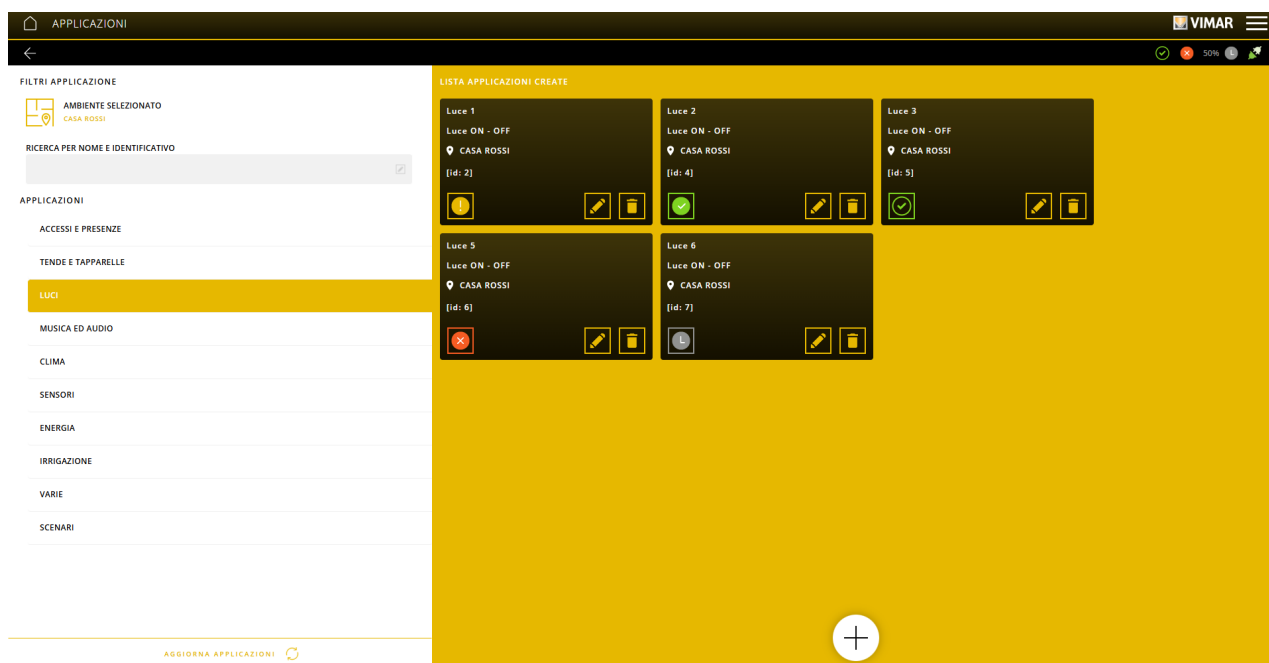 APPLICAZIONI
VIMAR
50%
FILTRI APPLICAZIONE
AMBIENTE SELEZIONATO
CASA ROSSI
RICERCA PER NOME E IDENTIFICATIVO
APPLICAZIONI
ACCESSI E PRESENZE
TENDE E TAPPARELLE
LUCI
MUSICA ED AUDIO
CLIMA
SENSORI
ENERGIA
IRRIGAZIONE
VARIE
SCENARI
AGGIORNA APPLICAZIONI
LISTA APPLICAZIONI CREATE
Luce 1
Luce ON - OFF
CASA ROSSI
[id: 2]
Luce 2
Luce ON - OFF
CASA ROSSI
[id: 4]
Luce 3
Luce ON - OFF
CASA ROSSI
[id: 5]
Luce 5
Luce ON - OFF
CASA ROSSI
[id: 6]
Luce 6
Luce ON - OFF
CASA ROSSI
[id: 7]